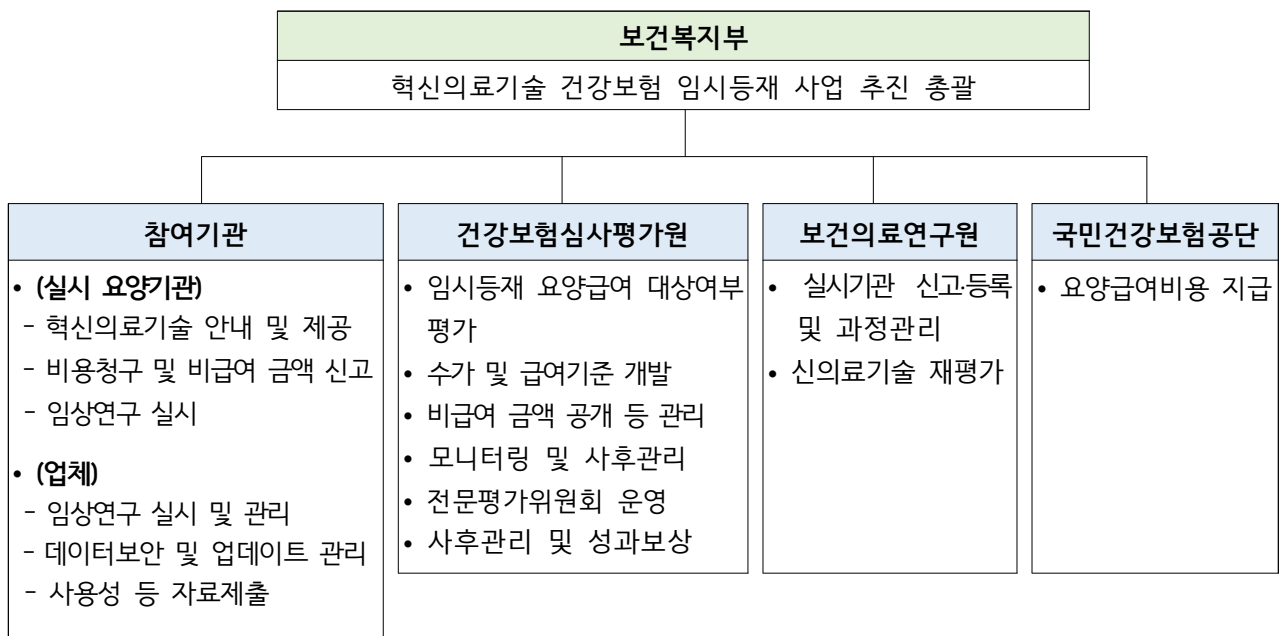 보건복지부
혁신의료기술 건강보험 임시등재 사업 추진 총괄
참여기관
• (실시 요양기관)
- 혁신의료기술 안내 및 제공
- 비용청구 및 비급여 금액 신고
- 임상연구 실시
• (업체)
- 임상연구 실시 및 관리
- 데이터보안 및 업데이트 관리
- 사용성 등 자료제출
건강보험심사평가원
• 임시등재 요양급여 대상여부
평가
• 수가 및 급여기준 개발
• 비급여 금액 공개 등 관리
• 모니터링 및 사후관리
• 전문평가위원회 운영
• 사후관리 및 성과보상
보건의료연구원
• 실시기관 신고·등록
및 과정관리
• 신의료기술 재평가
국민건강보험공단
• 요양급여비용 지급